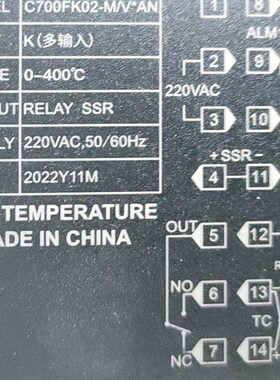 EL C700FK02-M/V*AN
K(多输入)
E 0-400℃
UT RELAY SSR
LY 220VAC,50/60Hz
2022Y11M
TEMPERATURE
ADE IN CHINA
1 8
ALM
2 9
220VAC
3 10
+SSR-
4 11
OUT 5 12
NO 6 13
TC
NC 7 14 +